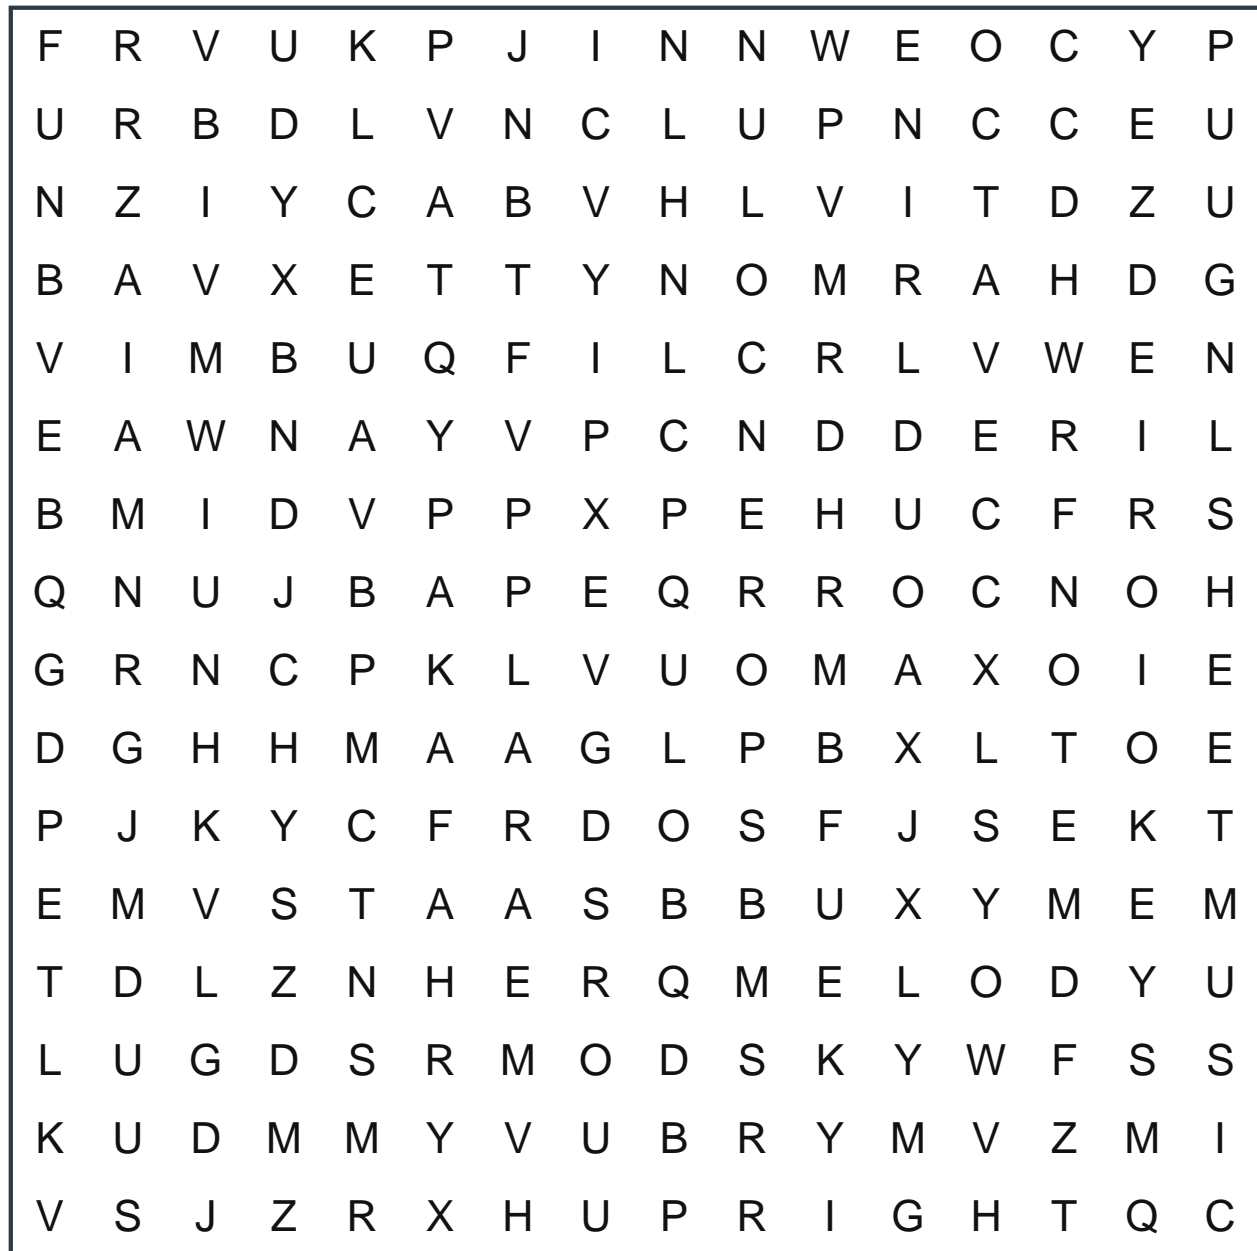 F R V U K P J I N N W E O C Y P
U R B D L V N C L U P N C C E U
N Z I Y C A B V H L V I T D Z U
B A V X E T T Y N O M R A H D G
V I M B U Q F I L C R L V W E N
E A W N A Y V P C N D D E R I L
B M I D V P P X P E H U C F R S
Q N U J B A P E Q R R O C N O H
G R N C P K L V U O M A X O I E
D G H H M A A G L P B X L T O E
P J K Y C F R D O S F J S E K T
E M V S T A A S B B U X Y M E M
T D L Z N H E R Q M E L O D Y U
L U G D S R M O D S K Y W F S S
K U D M M Y V U B R Y M V Z M I
V S J Z R X H U P R I G H T Q C